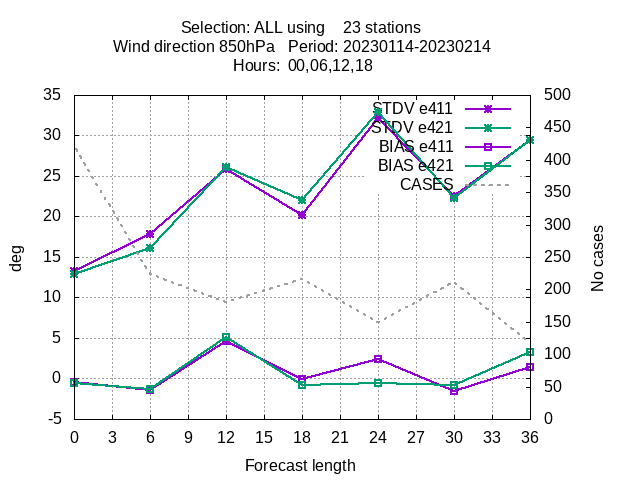 Selection: ALL using    23 stations
Wind direction 850hPa   Period: 20230114-20230214
Hours:  00,06,12,18
STDV e411
STDV e421
BIAS e411
BIAS e421
CASES
35
30
25
20
15
10
5
0
-5
deg
500
450
400
350
300
250
200
150
100
50
0
No cases
0 3 6 9 12 15 18 21 24 27 30 33 36
Forecast length